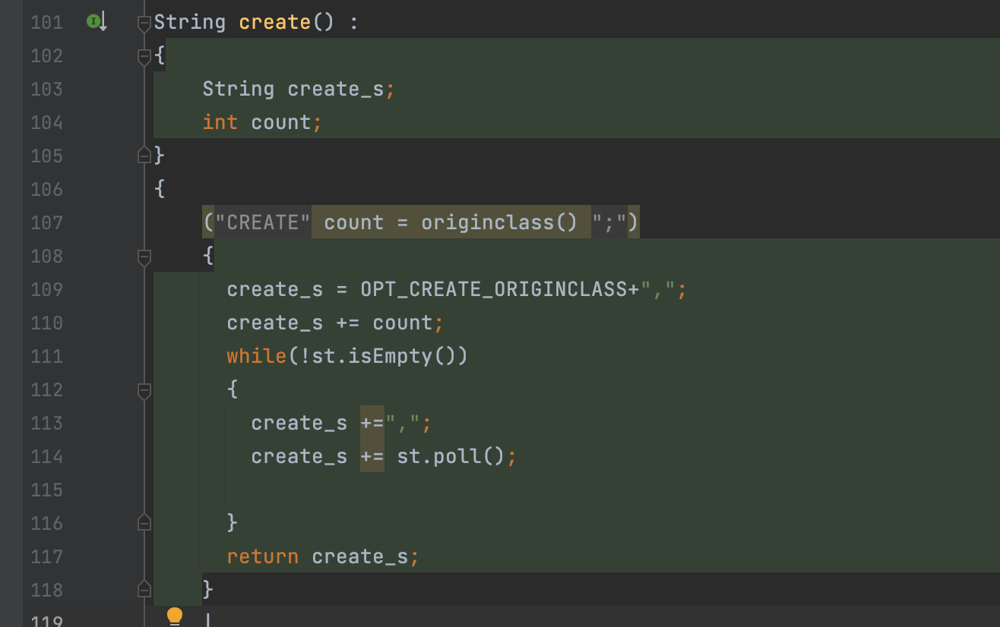 101 String create() :
102 {
103     String create_s;
104     int count;
105 }
106 {
107     ("CREATE" count = originclass() ";")
108     {
109       create_s = OPT_CREATE_ORIGINCLASS+",";
110       create_s += count;
111       while(!st.isEmpty())
112       {
113         create_s +=",";
114         create_s += st.poll();
115
116       }
117       return create_s;
118     }
119